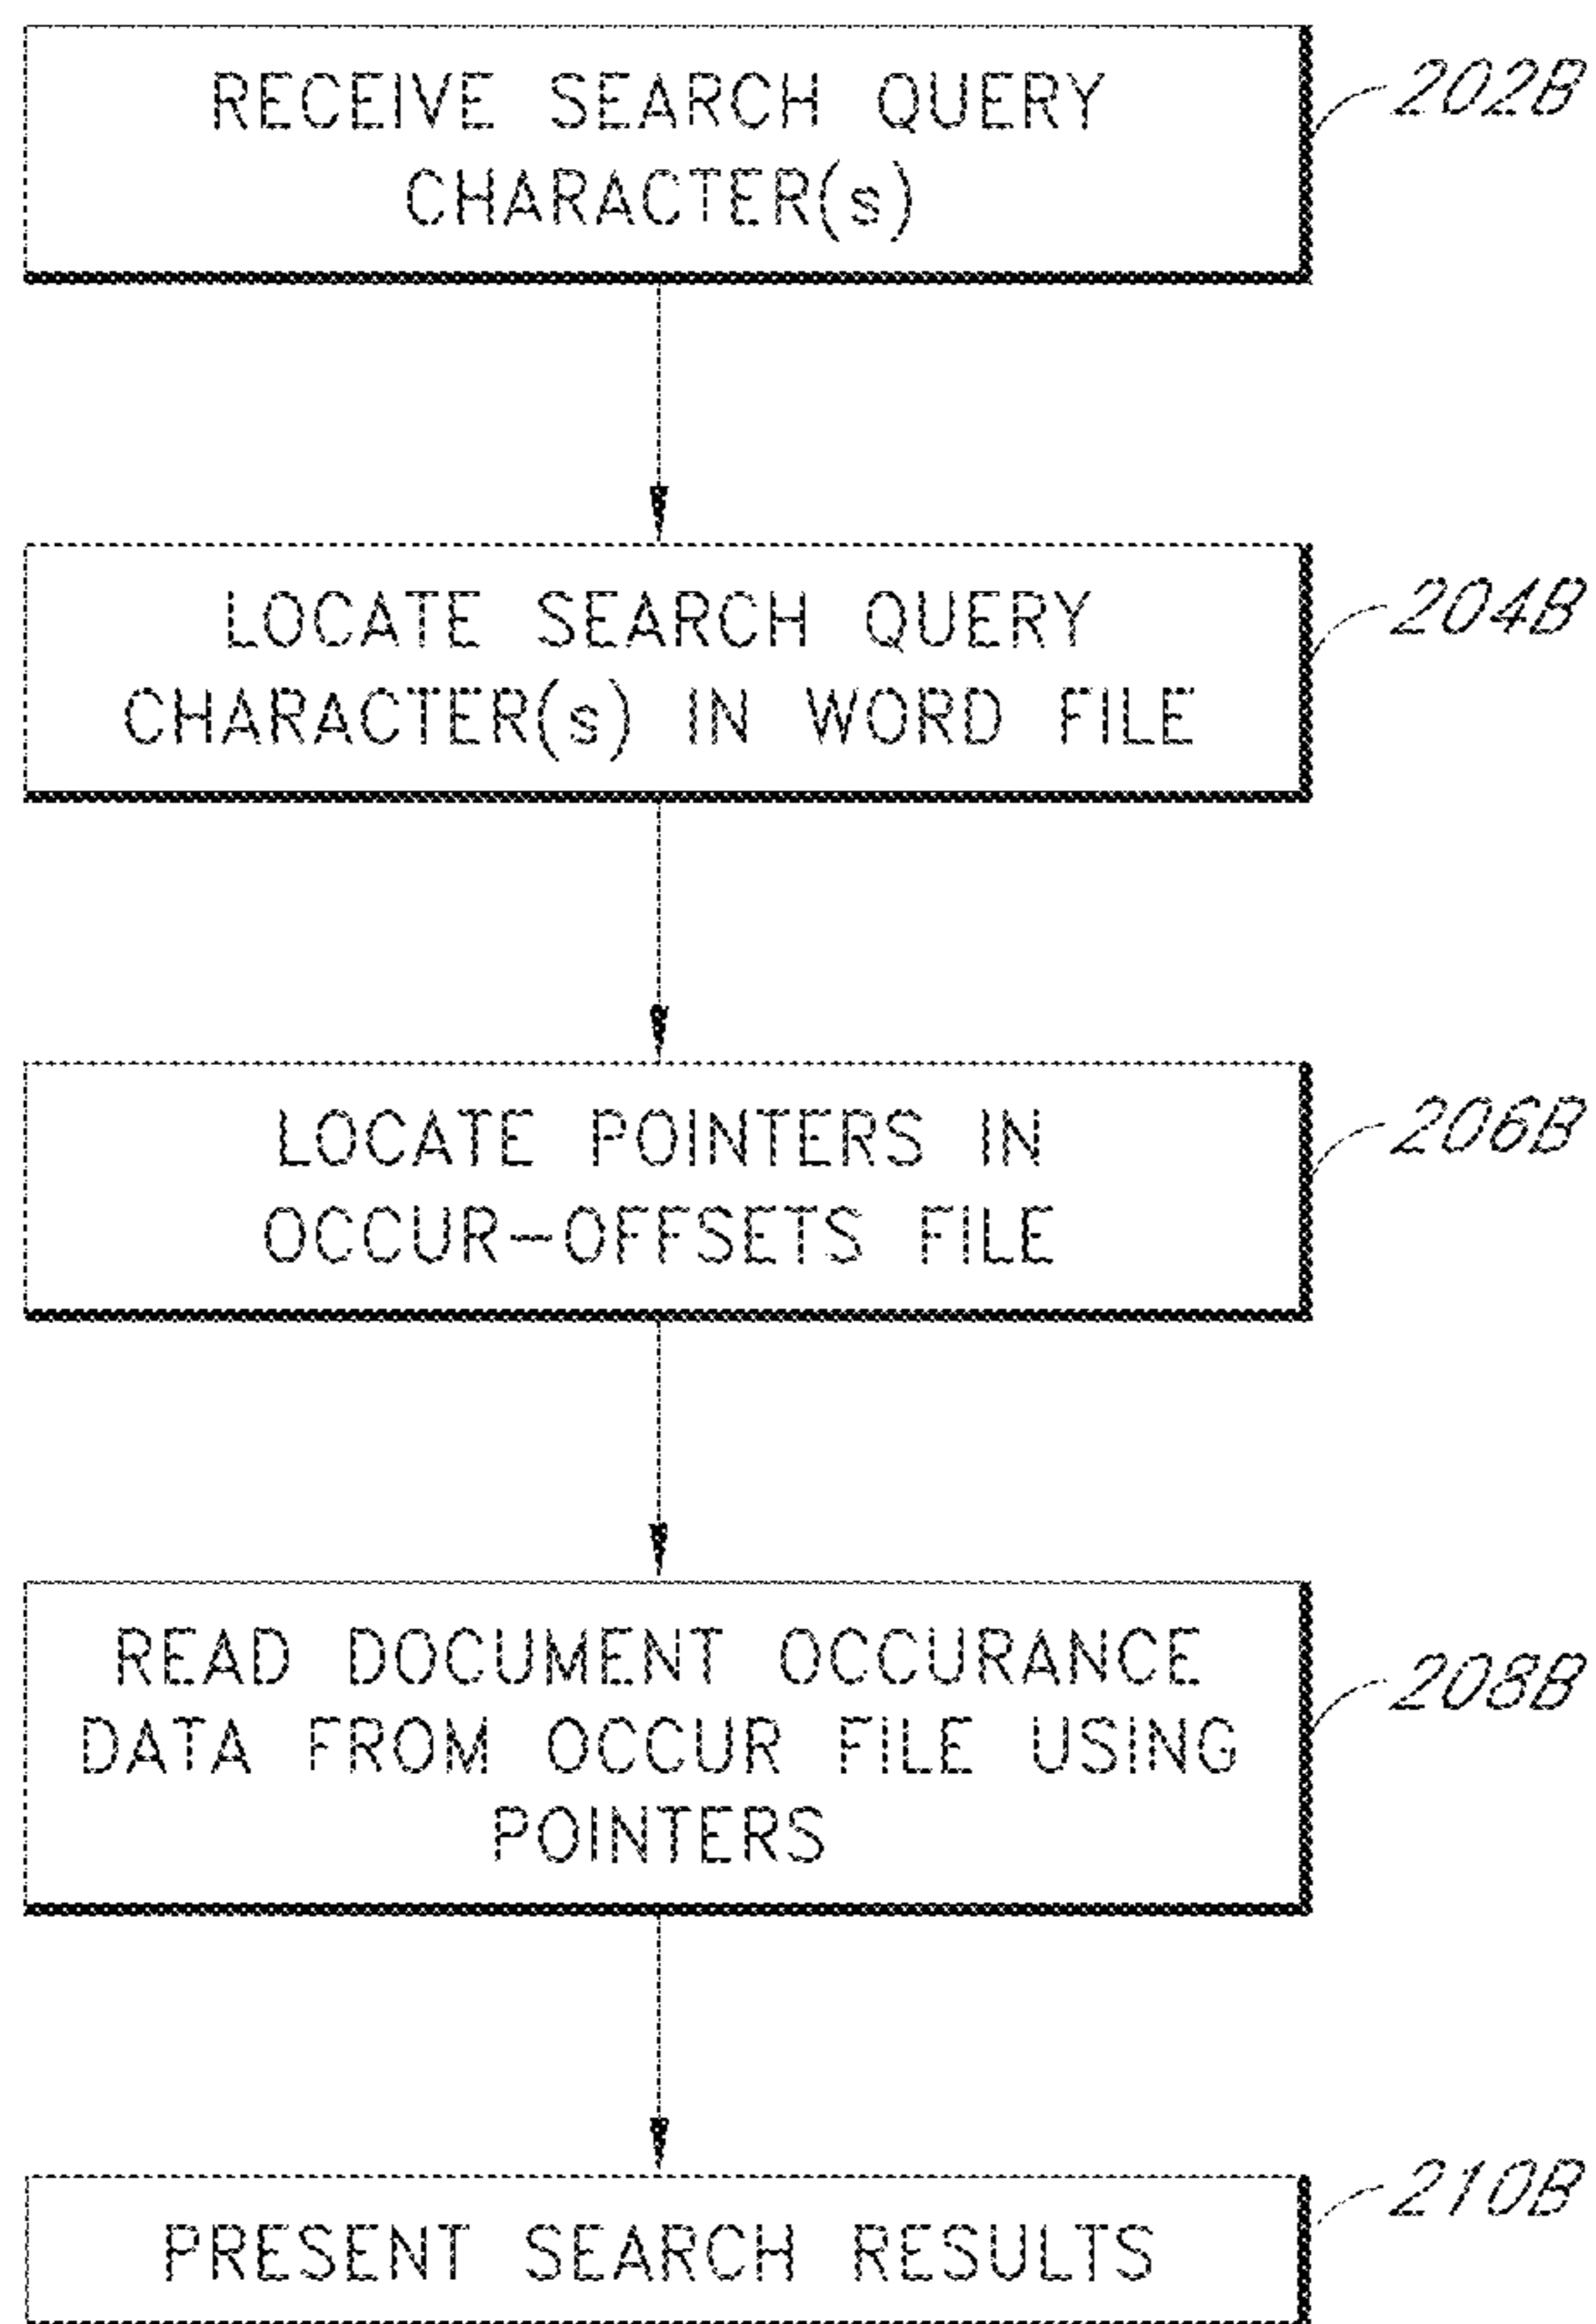 RECEIVE SEARCH QUERY
CHARACTER(s)
202B
LOCATE SEARCH QUERY
CHARACTER(s) IN WORD FILE
204B
LOCATE POINTERS IN
OCCUR-OFFSETS FILE
206B
READ DOCUMENT OCCURANCE
DATA FROM OCCUR FILE USING
POINTERS
208B
PRESENT SEARCH RESULTS
210B